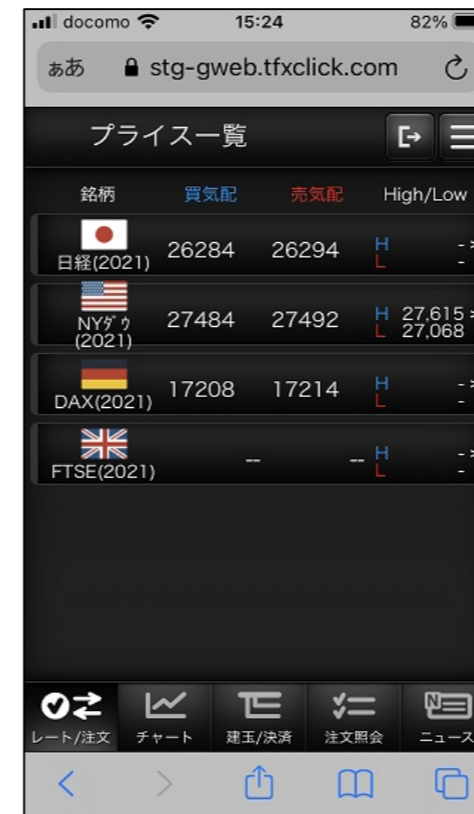 docomo 15:24 82%
ぁあ stg-gweb.tfxclick.com
プライス一覧
銘柄 買気配 売気配 High/Low
日経(2021) 26284 26294 H -
L -
NYダウ
(2021) 27484 27492 H 27,615
L 27,068
DAX(2021) 17208 17214 H -
L -
FTSE(2021) -- -- H -
L -
レート/注文 チャート 建玉/決済 注文照会 ニュース